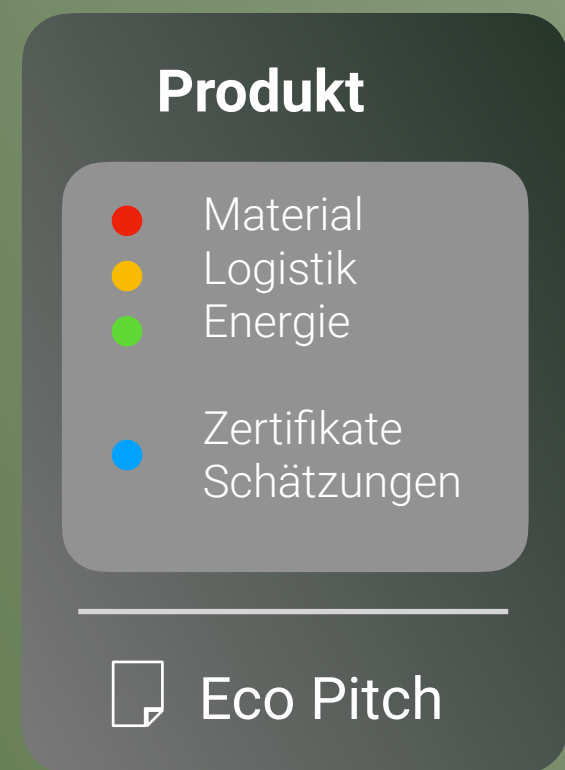 Produkt
Material
Logistik
Energie
Zertifikate
Schätzungen
Eco Pitch